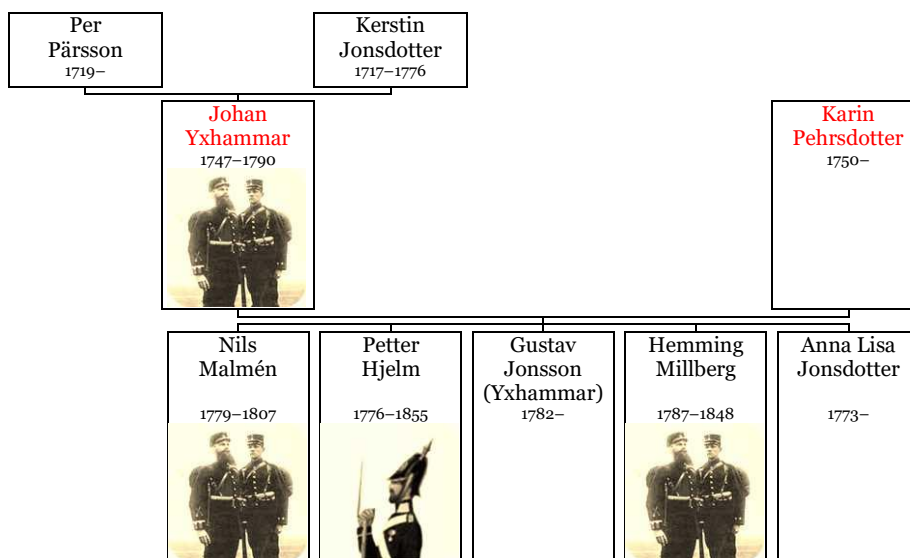 Per
Pärsson
1719–
Kerstin
Jonsdotter
1717–1776
Johan
Yxhammar
1747–1790
Karin
Pehrsdotter
1750–
Nils
Malmén
1779–1807
Petter
Hjelm
1776–1855
Gustav
Jonsson
(Yxhammar)
1782–
Hemming
Millberg
1787–1848
Anna Lisa
Jonsdotter
1773–